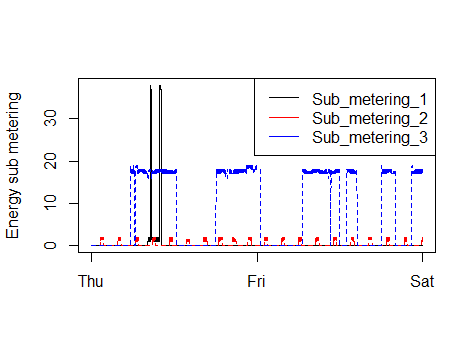 Energy sub metering
0
10
20
30
Thu
Fri
Sat
Sub_metering_1
Sub_metering_2
Sub_metering_3